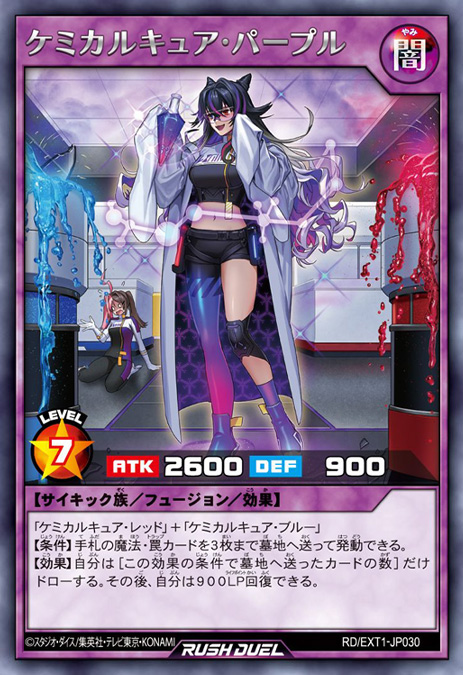 ケミカルキュア・パープル
やみ
闇
LEVEL
7
ATK 2600 DEF 900
【サイキック族／フュージョン／効果】
「ケミカルキュア・レッド」＋「ケミカルキュア・ブルー」
【条件】手札の魔法・罠カードを3枚まで墓地へ送って発動できる。
【効果】自分は［この効果の条件で墓地へ送ったカードの数］だけ
ドローする。その後、自分は900LP回復できる。
©スタジオ・ダイス/集英社・テレビ東京・KONAMI
RUSH DUEL
RD/EXT1-JP030